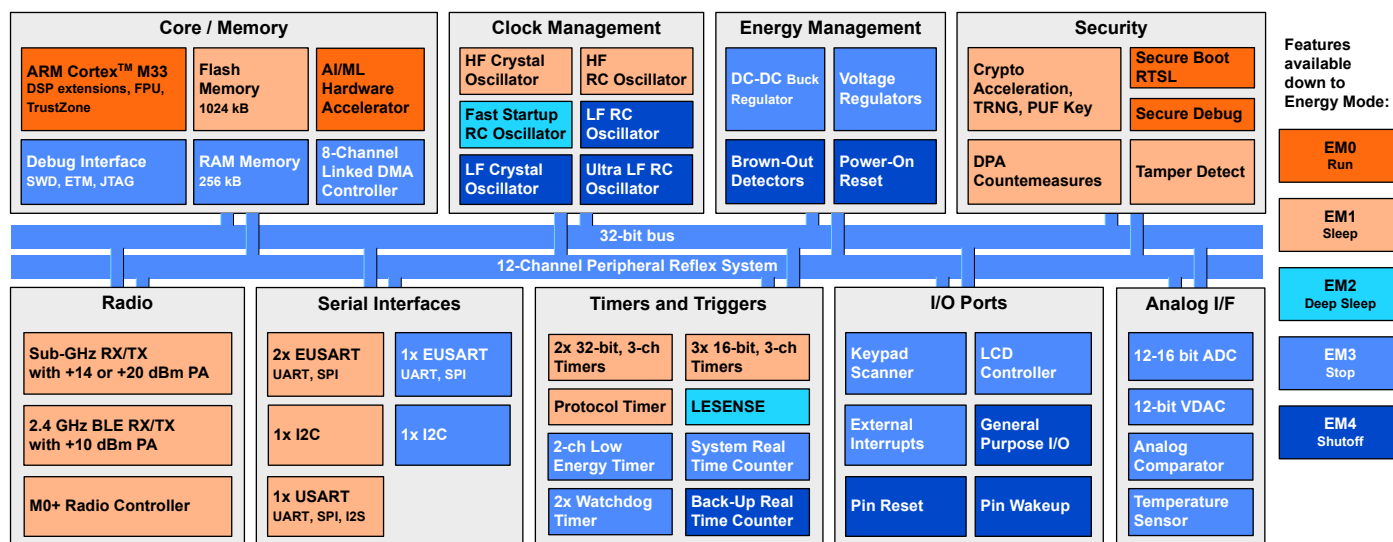 Core / Memory
ARM Cortex™ M33
DSP extensions, FPU,
TrustZone
Flash
Memory
1024 kB
AI/ML
Hardware
Accelerator
Debug Interface
SWD, ETM, JTAG
RAM Memory
256 kB
8-Channel
Linked DMA
Controller
Clock Management
HF Crystal
Oscillator
HF
RC Oscillator
Fast Startup
RC Oscillator
LF RC
Oscillator
LF Crystal
Oscillator
Ultra LF RC
Oscillator
Energy Management
DC-DC Buck
Regulator
Voltage
Regulators
Brown-Out
Detectors
Power-On
Reset
Security
Crypto
Acceleration,
TRNG, PUF Key
Secure Boot
RTSL
Secure Debug
DPA
Countemeasures
Tamper Detect
Features
available
down to
Energy Mode:
EM0
Run
EM1
Sleep
EM2
Deep Sleep
EM3
Stop
EM4
Shutoff
32-bit bus
12-Channel Peripheral Reflex System
Radio
Sub-GHz RX/TX
with +14 or +20 dBm PA
2.4 GHz BLE RX/TX
with +10 dBm PA
M0+ Radio Controller
Serial Interfaces
2x EUSART
UART, SPI
1x EUSART
UART, SPI
1x I2C
1x I2C
1x USART
UART, SPI, I2S
Timers and Triggers
2x 32-bit, 3-ch
Timers
3x 16-bit, 3-ch
Timers
Protocol Timer
LESENSE
2-ch Low
Energy Timer
System Real
Time Counter
2x Watchdog
Timer
Back-Up Real
Time Counter
I/O Ports
Keypad
Scanner
LCD
Controller
External
Interrupts
General
Purpose I/O
Pin Reset
Pin Wakeup
Analog I/F
12-16 bit ADC
12-bit VDAC
Analog
Comparator
Temperature
Sensor